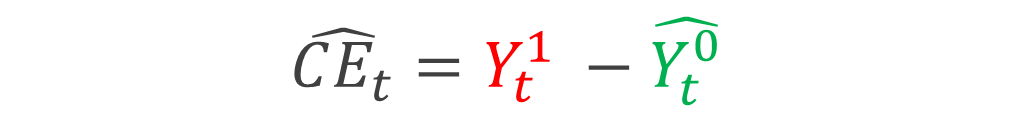 $\widehat{CE}_t = Y_t^1 - \widehat{Y_t^0}$